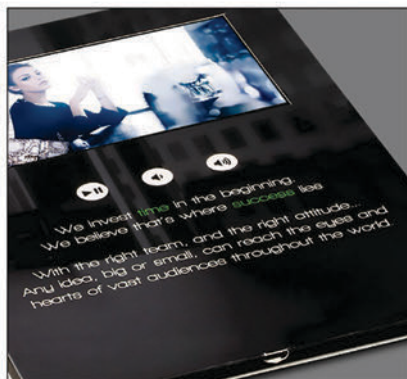 We invest time in the beginning.
We believe that's where success lies
With the right team, and the right attitude...
Any idea, big or small, can reach the eyes and
hearts of vast audiences throughout the world.